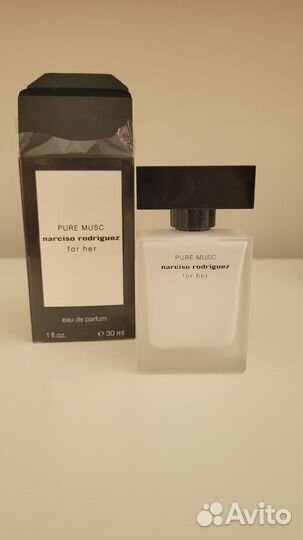 PURE MUSC
narciso rodriguez
for her
eau de parfum
1 fl.oz. ℮ 30 ml
PURE MUSC
narciso rodriguez
for her
Avito